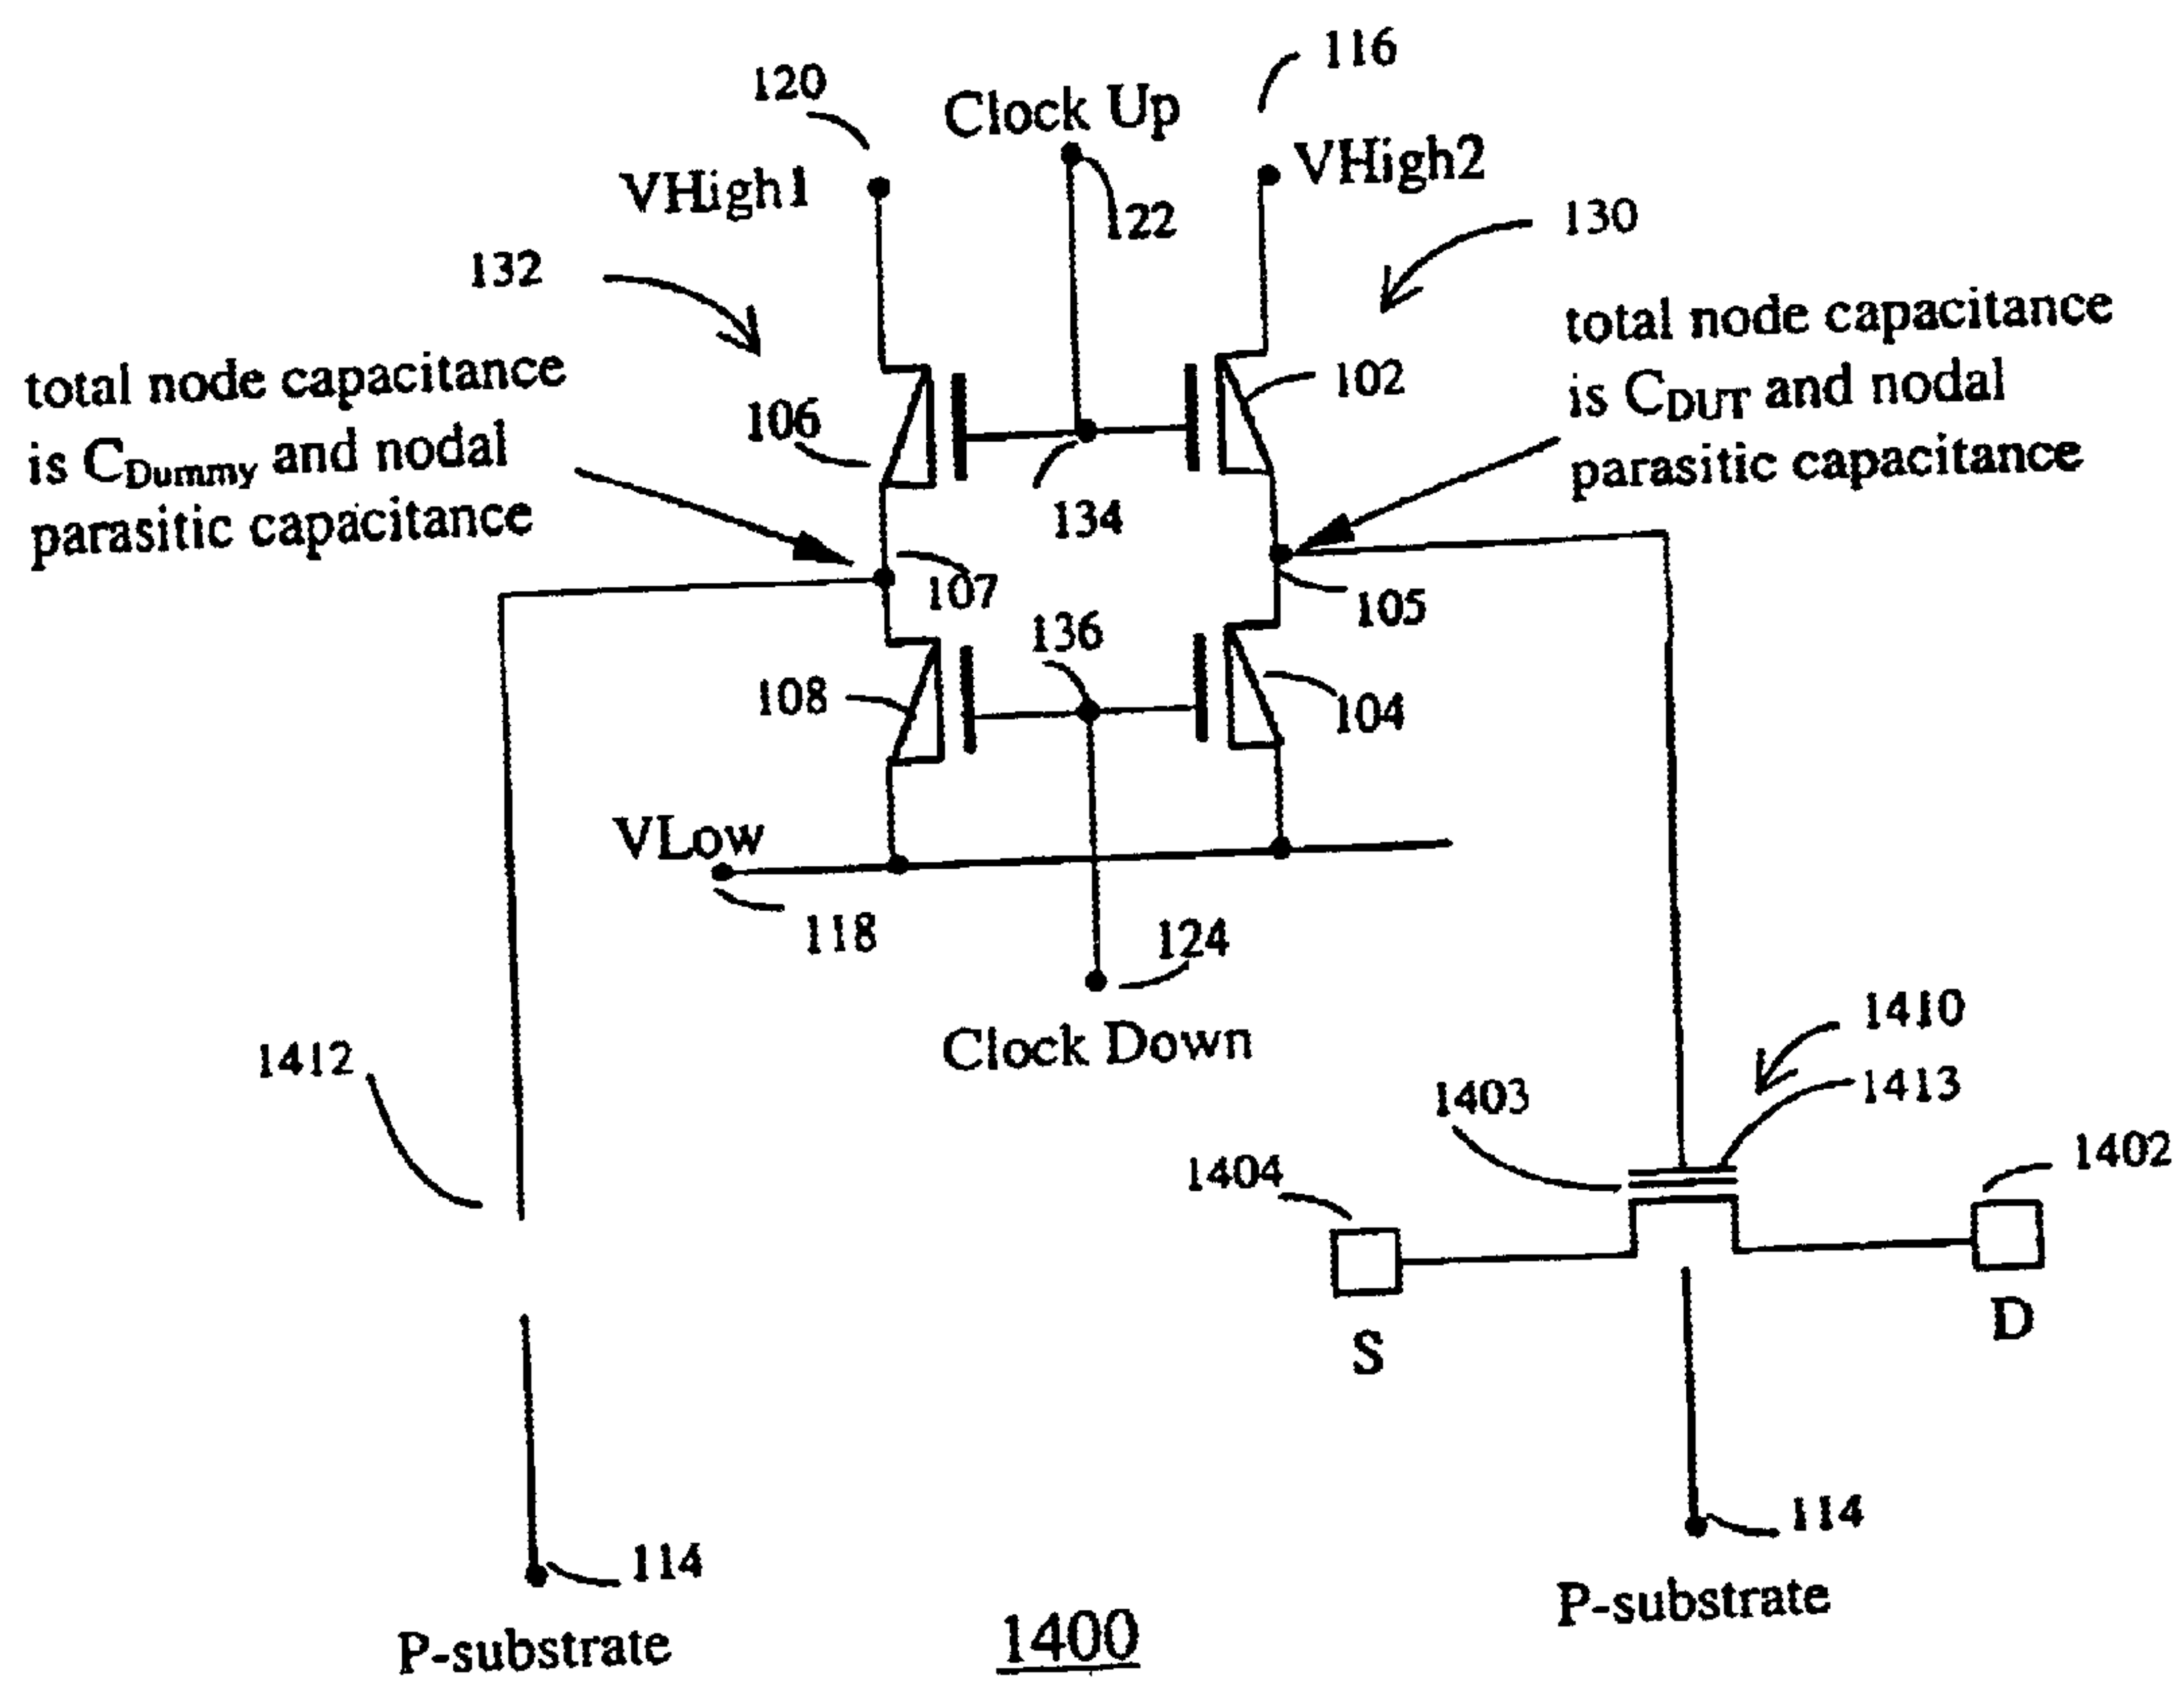 116
120
Clock Up
VHigh2
VHigh1
122
130
132
total node capacitance
is CDUT and nodal
parasitic capacitance
total node capacitance
is CDummy and nodal
parasitic capacitance
102
106
134
107
105
136
108
104
VLow
118
124
Clock Down
1410
1413
1412
1403
1404
1402
S
D
114
P-substrate
114
P-substrate
1400